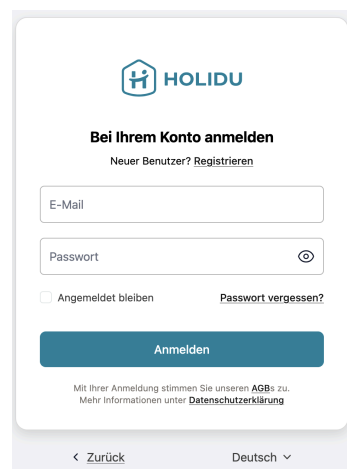 HOLIDU
Bei Ihrem Konto anmelden
Neuer Benutzer? Registrieren
E-Mail
Passwort
Angemeldet bleiben Passwort vergessen?
Anmelden
Mit Ihrer Anmeldung stimmen Sie unseren AGBs zu.
Mehr Informationen unter Datenschutzerklärung
Zurück Deutsch